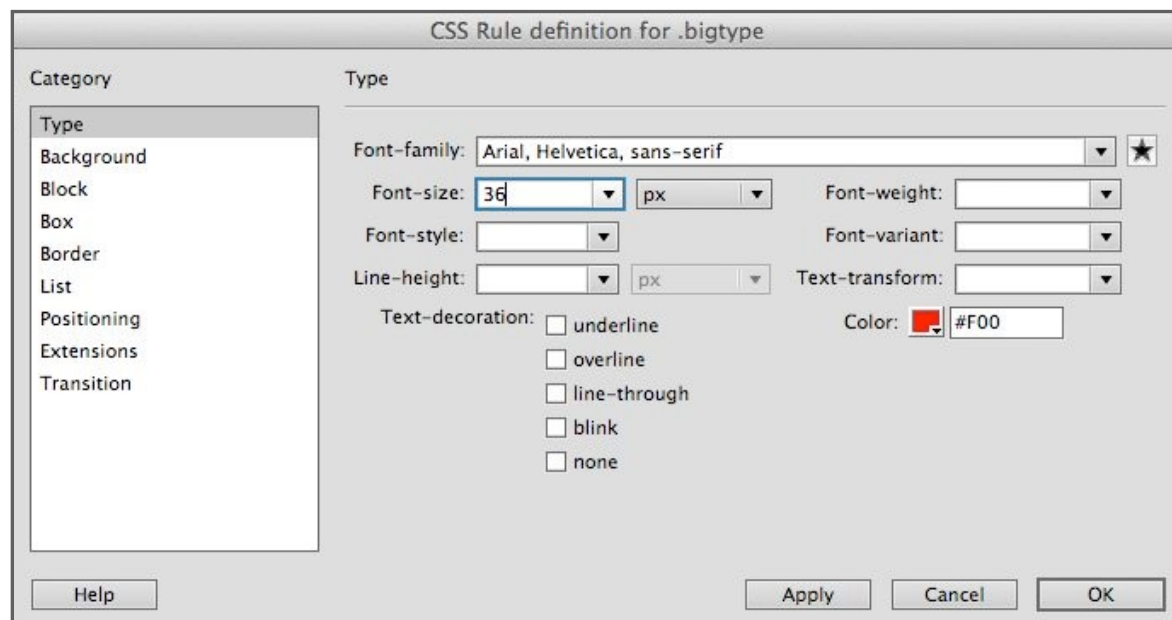 CSS Rule definition for .bigtype
Category
Type
Background
Block
Box
Border
List
Positioning
Extensions
Transition
Type
Font-family: Arial, Helvetica, sans-serif
Font-size: 36 px Font-weight:
Font-style: Font-variant:
Line-height: px Text-transform:
Text-decoration: underline Color: #F00
overline
line-through
blink
none
Help Apply Cancel OK